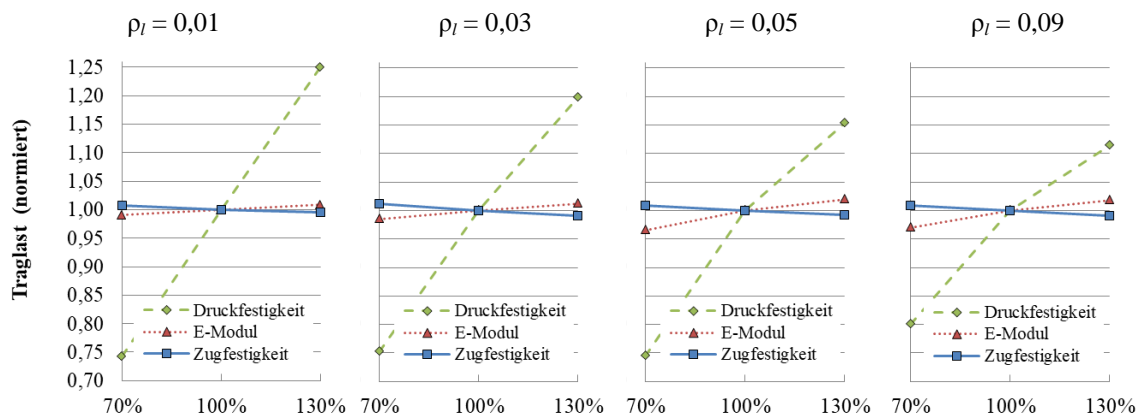 ρl = 0,01 ρl = 0,03 ρl = 0,05 ρl = 0,09
Traglast (normiert)
1,25
1,20
1,15
1,10
1,05
1,00
0,95
0,90
0,85
0,80
0,75
0,70
Druckfestigkeit
E-Modul
Zugfestigkeit
70% 100% 130%
Druckfestigkeit
E-Modul
Zugfestigkeit
70% 100% 130%
Druckfestigkeit
E-Modul
Zugfestigkeit
70% 100% 130%
Druckfestigkeit
E-Modul
Zugfestigkeit
70% 100% 130%